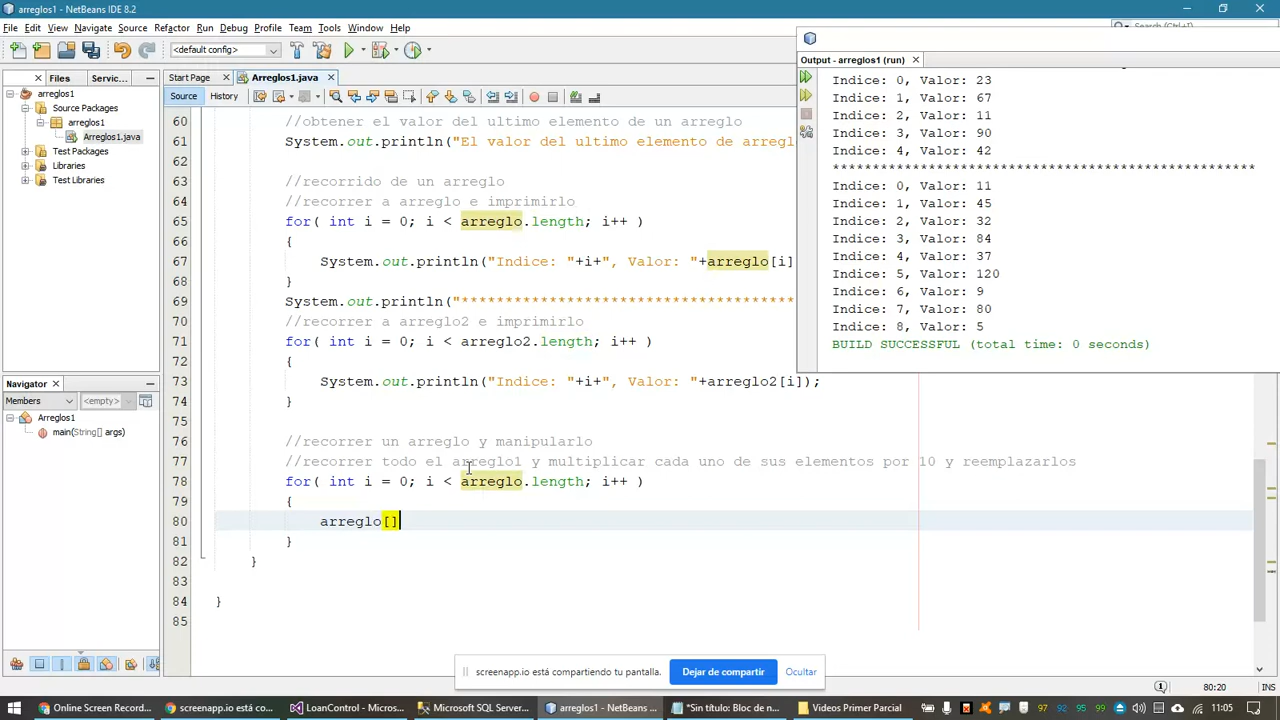 arreglos1 - NetBeans IDE 8.2
File Edit View Navigate Source Refactor Run Debug Profile Team Tools Window Help
Search (Ctrl+I)
<default config>
Files Servic...
Start Page Arreglos1.java
Source History
arreglos1
Source Packages
arreglos1
Arreglos1.java
Test Packages
Libraries
Test Libraries
Navigator
Members <empty>
Arreglos1
main(String[] args)
60 //obtener el valor del ultimo elemento de un arreglo
61 System.out.println("El valor del ultimo elemento de arregl
62
63 //recorrido de un arreglo
64 //recorrer a arreglo e imprimirlo
65 for( int i = 0; i < arreglo.length; i++ )
66 {
67 System.out.println("Indice: "+i+", Valor: "+arreglo[i]
68 }
69 System.out.println("***************************************
70 //recorrer a arreglo2 e imprimirlo
71 for( int i = 0; i < arreglo2.length; i++ )
72 {
73 System.out.println("Indice: "+i+", Valor: "+arreglo2[i]);
74 }
75
76 //recorrer un arreglo y manipularlo
77 //recorrer todo el arreglo1 y multiplicar cada uno de sus elementos por 10 y reemplazarlos
78 for( int i = 0; i < arreglo.length; i++ )
79 {
80 arreglo[]
81 }
82 }
83
84 }
85
Output - arreglos1 (run)
Indice: 0, Valor: 23
Indice: 1, Valor: 67
Indice: 2, Valor: 11
Indice: 3, Valor: 90
Indice: 4, Valor: 42
************************************************
Indice: 0, Valor: 11
Indice: 1, Valor: 45
Indice: 2, Valor: 32
Indice: 3, Valor: 84
Indice: 4, Valor: 37
Indice: 5, Valor: 120
Indice: 6, Valor: 9
Indice: 7, Valor: 80
Indice: 8, Valor: 5
BUILD SUCCESSFUL (total time: 0 seconds)
screenapp.io está compartiendo tu pantalla. Dejar de compartir Ocultar
80:20 INS
Online Screen Record... screenapp.io está co... LoanControl - Micros... Microsoft SQL Server... arreglos1 - NetBeans ... *Sin título: Bloc de n... Videos Primer Parcial 97 92 95 99 11:05